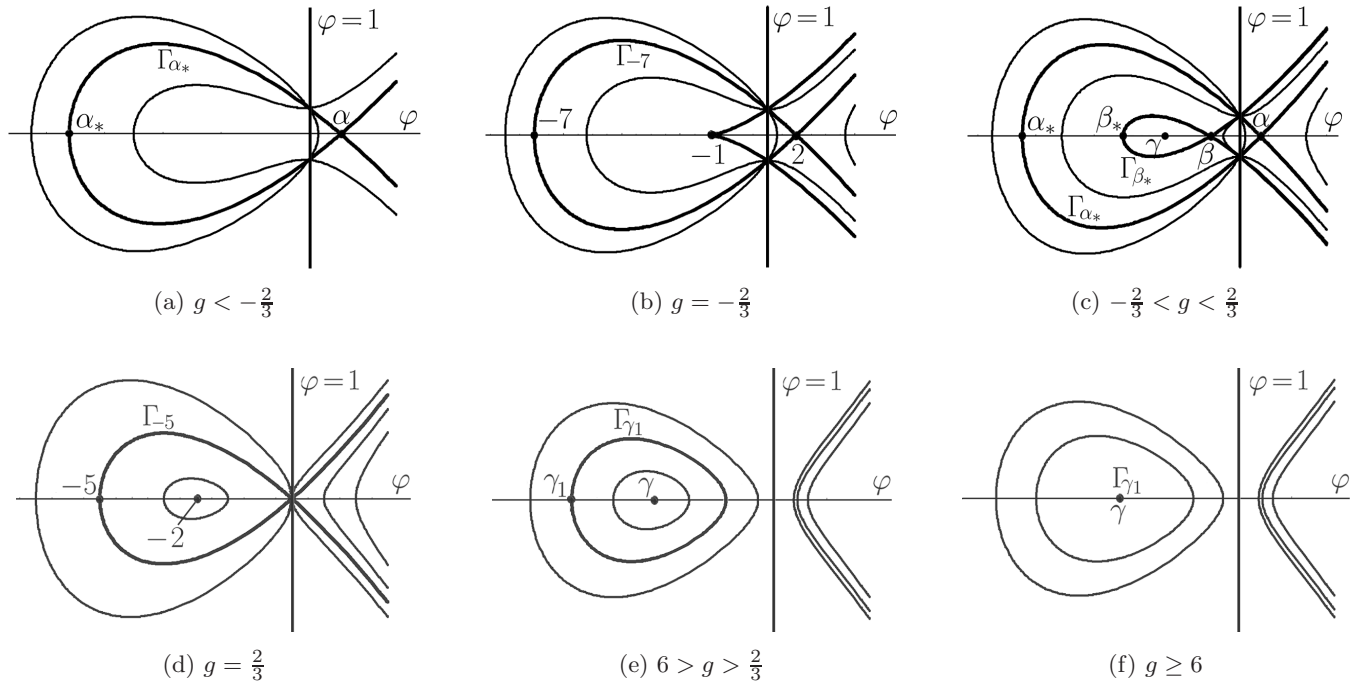 φ=1
Γα∗
α∗
α
φ
(a) g < −2/3
φ=1
Γ−7
−7
−1
2
φ
(b) g = −2/3
φ=1
α∗
β∗
γ
β
α
φ
Γβ∗
Γα∗
(c) −2/3 < g < 2/3
φ=1
Γ−5
−5
−2
φ
(d) g = 2/3
φ=1
Γγ1
γ1
γ
φ
(e) 6 > g > 2/3
φ=1
Γγ1
γ
φ
(f) g ≥ 6